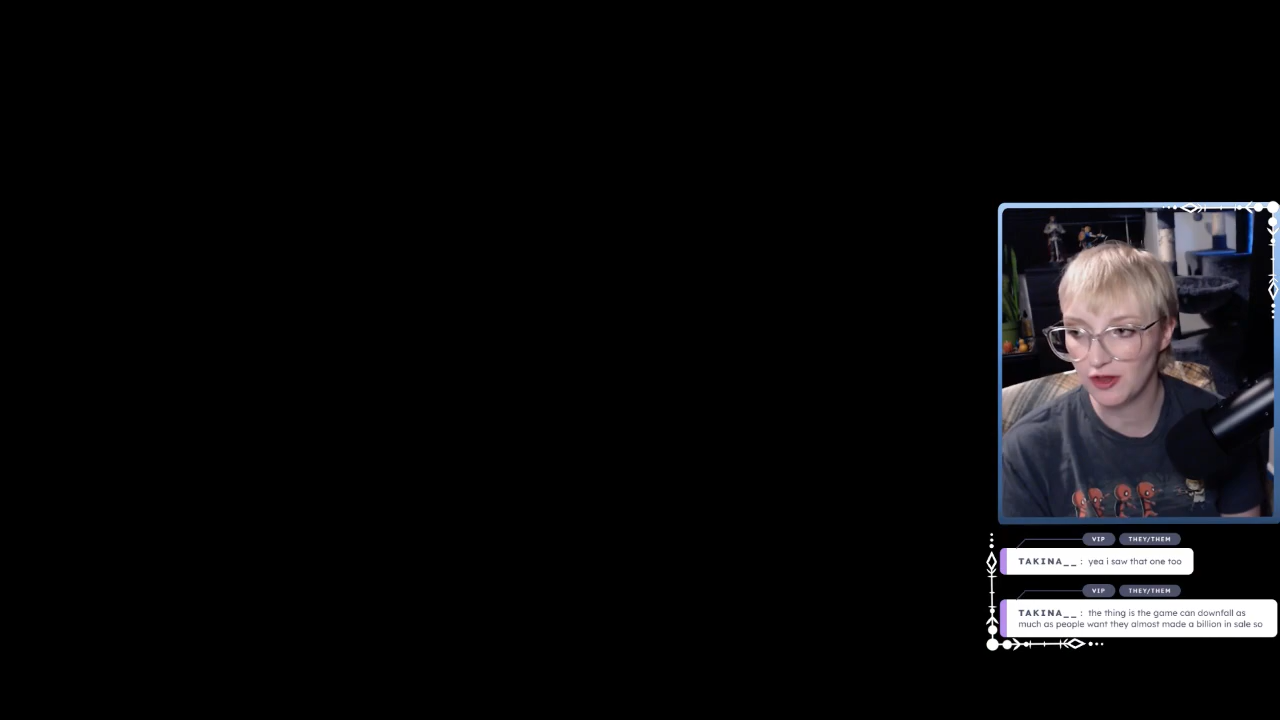 VIP THEY/THEM
TAKINA__ : yea i saw that one too
VIP THEY/THEM
TAKINA__ : the thing is the game can downfall as
much as people want they almost made a billion in sale so